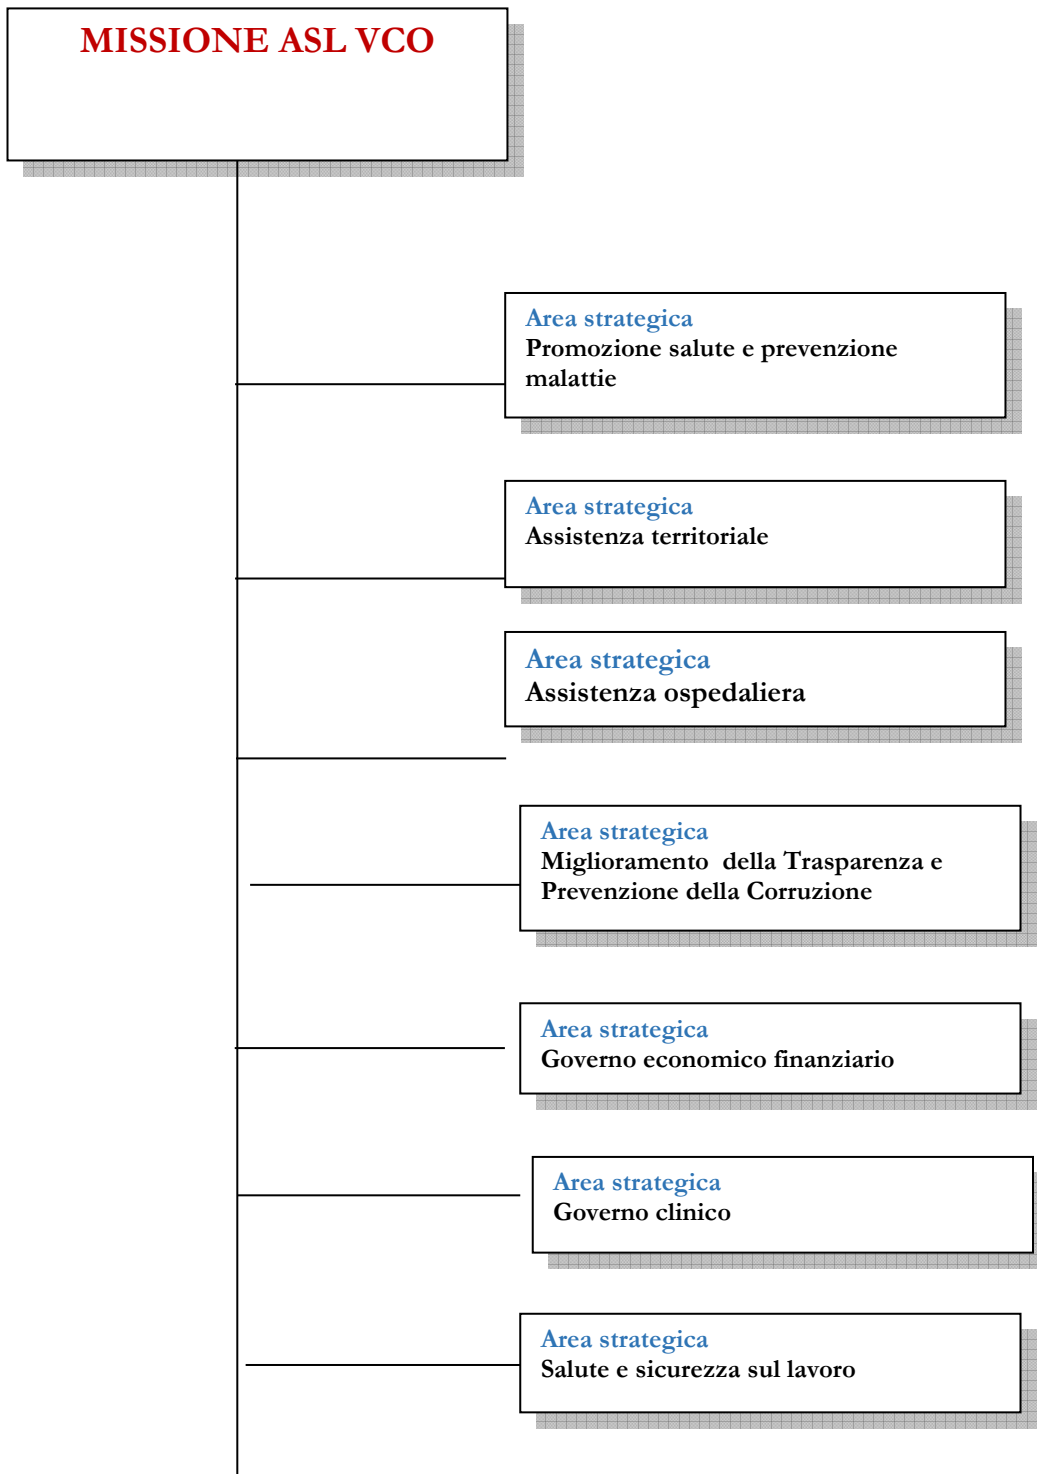 MISSIONE ASL VCO
Area strategica
Promozione salute e prevenzione
malattie
Area strategica
Assistenza territoriale
Area strategica
Assistenza ospedaliera
Area strategica
Miglioramento  della Trasparenza e
Prevenzione della Corruzione
Area strategica
Governo economico finanziario
Area strategica
Governo clinico
Area strategica
Salute e sicurezza sul lavoro